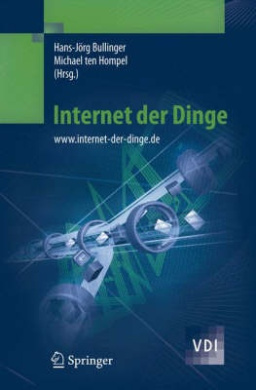 Hans-Jörg Bullinger
Michael ten Hompel
(Hrsg.)
Internet der Dinge
www.internet-der-dinge.de
VDI
Springer